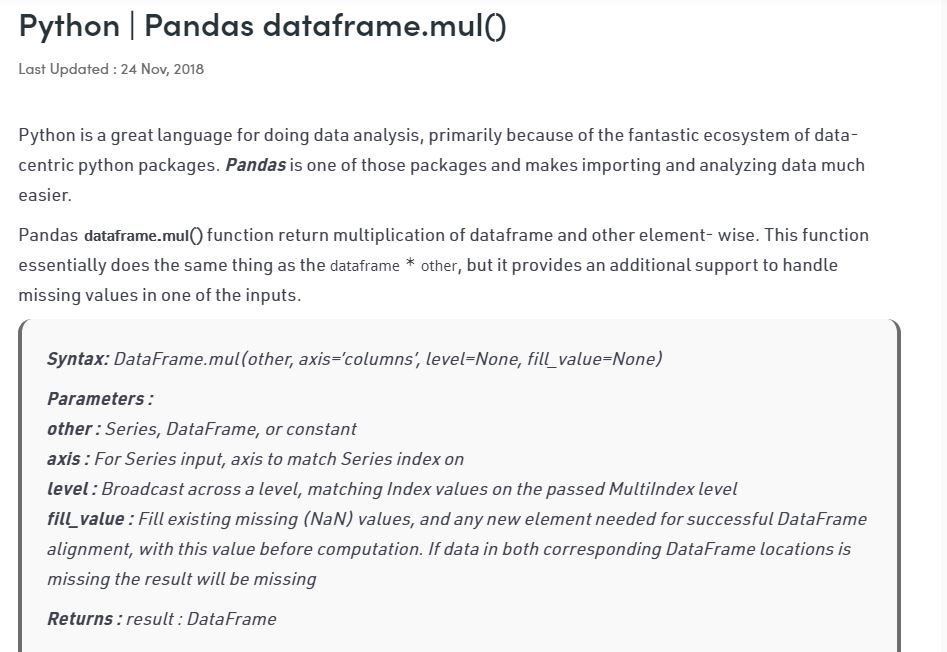 Python | Pandas dataframe.mul()
Last Updated : 24 Nov, 2018
Python is a great language for doing data analysis, primarily because of the fantastic ecosystem of data-
centric python packages. Pandas is one of those packages and makes importing and analyzing data much
easier.
Pandas dataframe.mul() function return multiplication of dataframe and other element- wise. This function
essentially does the same thing as the dataframe * other, but it provides an additional support to handle
missing values in one of the inputs.
Syntax: DataFrame.mul(other, axis=’columns’, level=None, fill_value=None)
Parameters :
other : Series, DataFrame, or constant
axis : For Series input, axis to match Series index on
level : Broadcast across a level, matching Index values on the passed MultiIndex level
fill_value : Fill existing missing (NaN) values, and any new element needed for successful DataFrame
alignment, with this value before computation. If data in both corresponding DataFrame locations is
missing the result will be missing
Returns : result : DataFrame